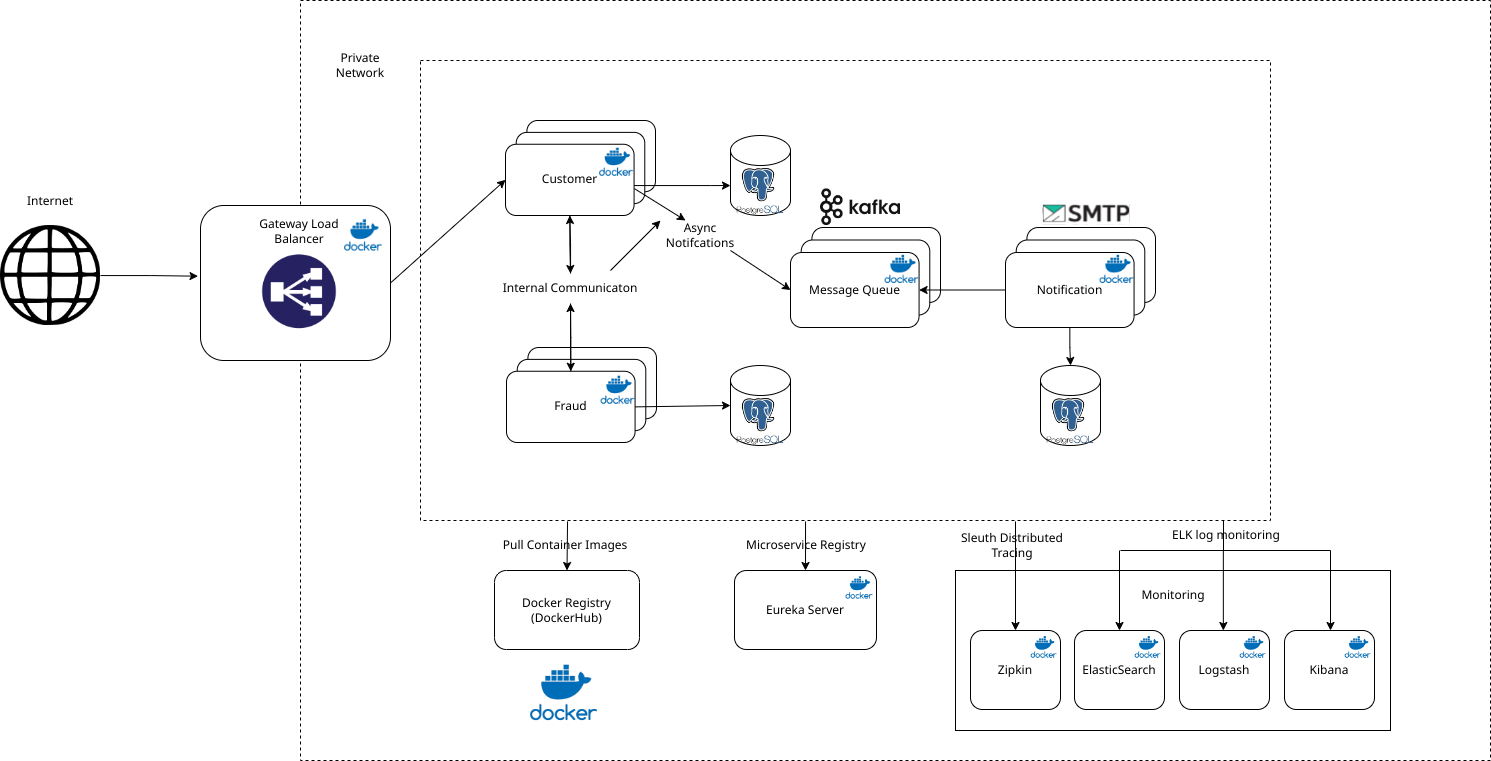 Private
Network
Internet
Gateway Load
Balancer
docker
Customer
docker
PostgreSQL
Async
Notifcations
kafka
SMTP
Internal Communicaton
Message Queue
docker
Notification
docker
Fraud
docker
PostgreSQL
PostgreSQL
Pull Container Images
Microservice Registry
Sleuth Distributed
Tracing
ELK log monitoring
Docker Registry
(DockerHub)
docker
Eureka Server
docker
Monitoring
Zipkin
docker
ElasticSearch
docker
Logstash
docker
Kibana
docker